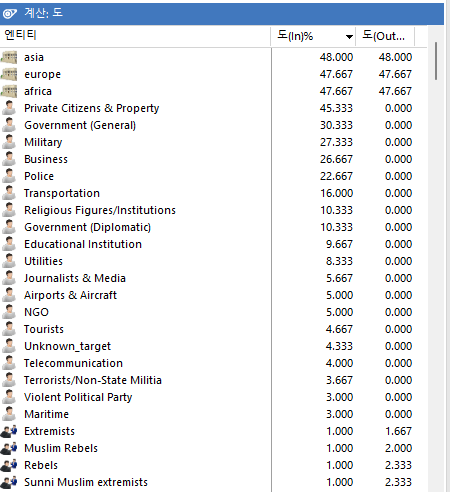 계산: 도
엔티티 도(In)% 도(Out...
asia 48.000 48.000
europe 47.667 47.667
africa 47.667 47.667
Private Citizens & Property 45.333 0.000
Government (General) 30.333 0.000
Military 27.333 0.000
Business 26.667 0.000
Police 22.667 0.000
Transportation 16.000 0.000
Religious Figures/Institutions 10.333 0.000
Government (Diplomatic) 10.333 0.000
Educational Institution 9.667 0.000
Utilities 8.333 0.000
Journalists & Media 5.667 0.000
Airports & Aircraft 5.000 0.000
NGO 5.000 0.000
Tourists 4.667 0.000
Unknown_target 4.333 0.000
Telecommunication 4.000 0.000
Terrorists/Non-State Militia 3.667 0.000
Violent Political Party 3.000 0.000
Maritime 3.000 0.000
Extremists 1.000 1.667
Muslim Rebels 1.000 2.000
Rebels 1.000 2.333
Sunni Muslim extremists 1.000 2.333